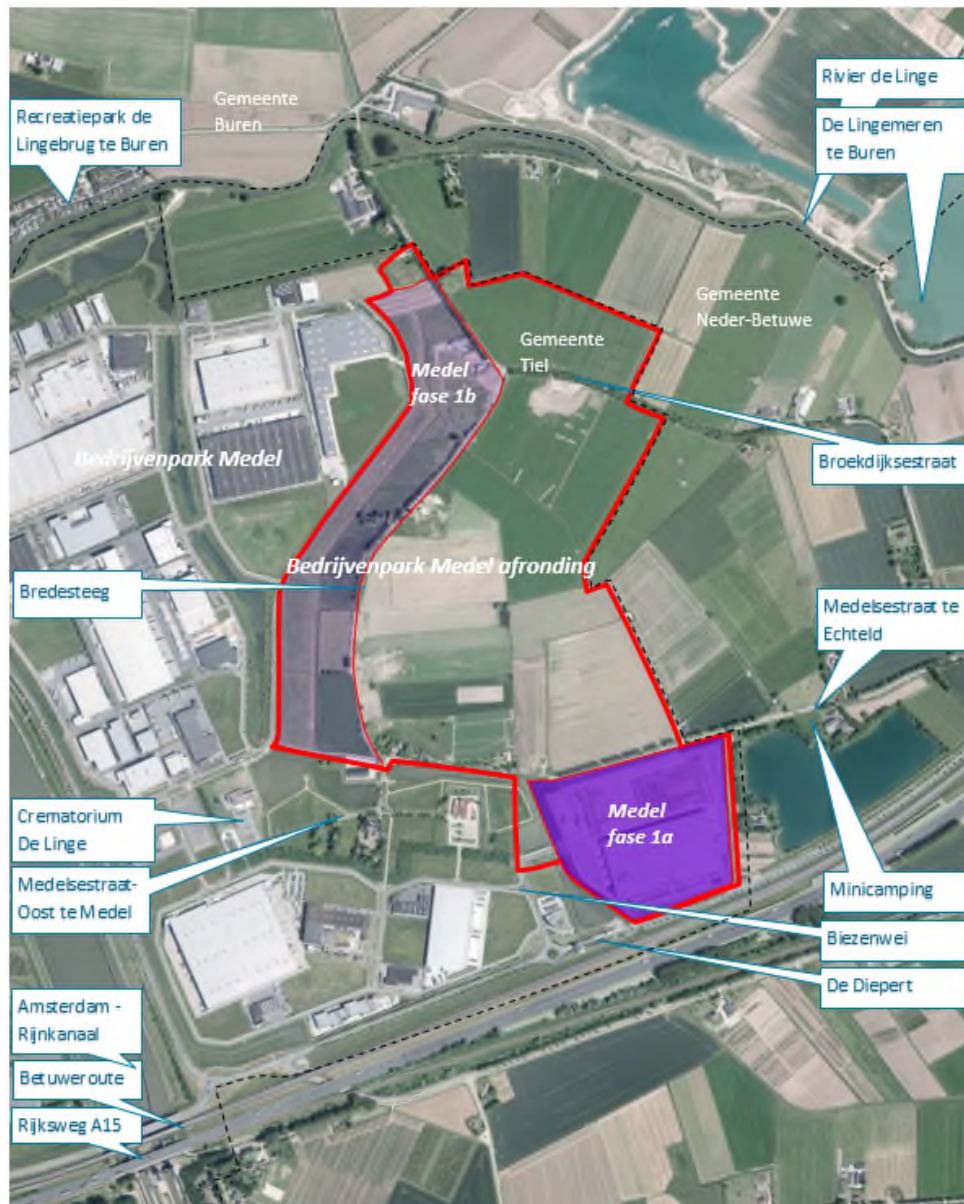 Gemeente
Buren
Recreatiepark de
Lingebrug te Buren
Rivier de Linge
De Lingemeren
te Buren
Gemeente
Neder-Betuwe
Gemeente
Tiel
Medel
fase 1b
Bedrijvenpark Medel
Broekdijksestraat
Bedrijvenpark Medel afronding
Bredesteeg
Medelsestraat te
Echteld
Medel
fase 1a
Crematorium
De Linge
Medelsestraat-
Oost te Medel
Minicamping
Biezenwei
De Diepert
Amsterdam -
Rijnkanaal
Betuweroute
Rijksweg A15